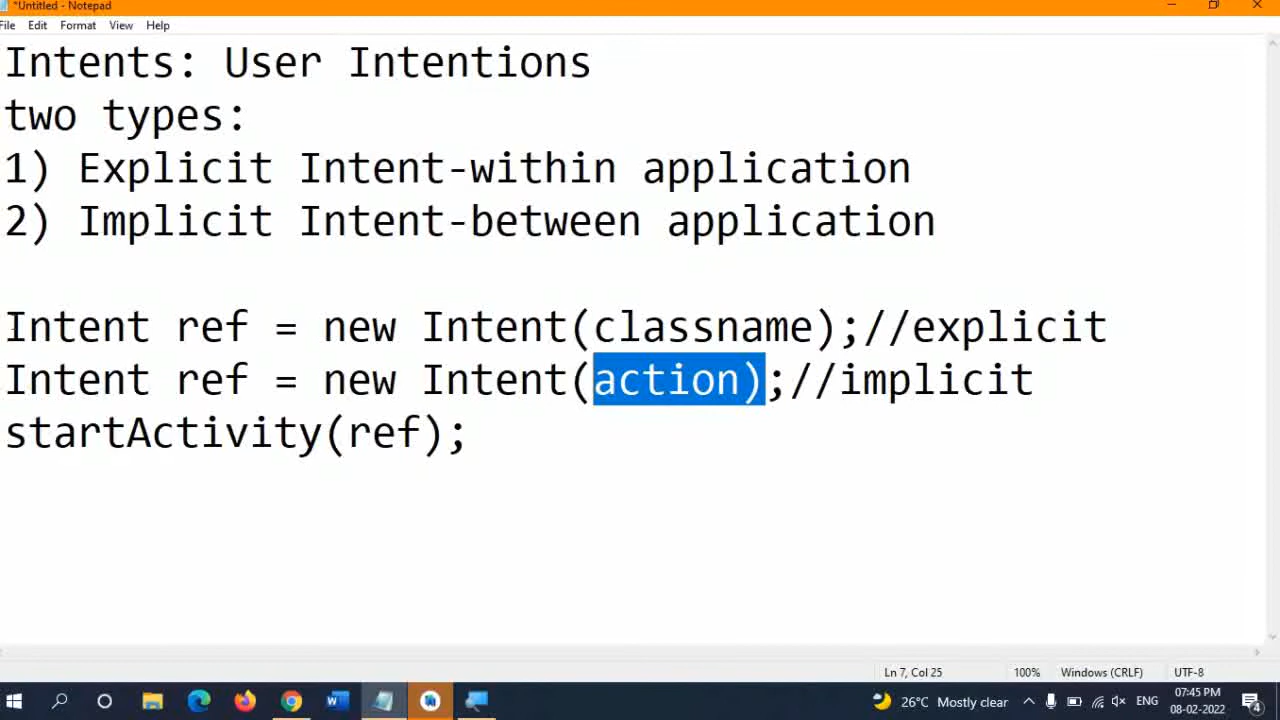 *Untitled - Notepad
File Edit Format View Help
Intents: User Intentions
two types:
1) Explicit Intent-within application
2) Implicit Intent-between application
Intent ref = new Intent(classname);//explicit
Intent ref = new Intent(action);//implicit
startActivity(ref);
Ln 7, Col 25 100% Windows (CRLF) UTF-8
26°C Mostly clear ENG 07:45 PM
08-02-2022 4